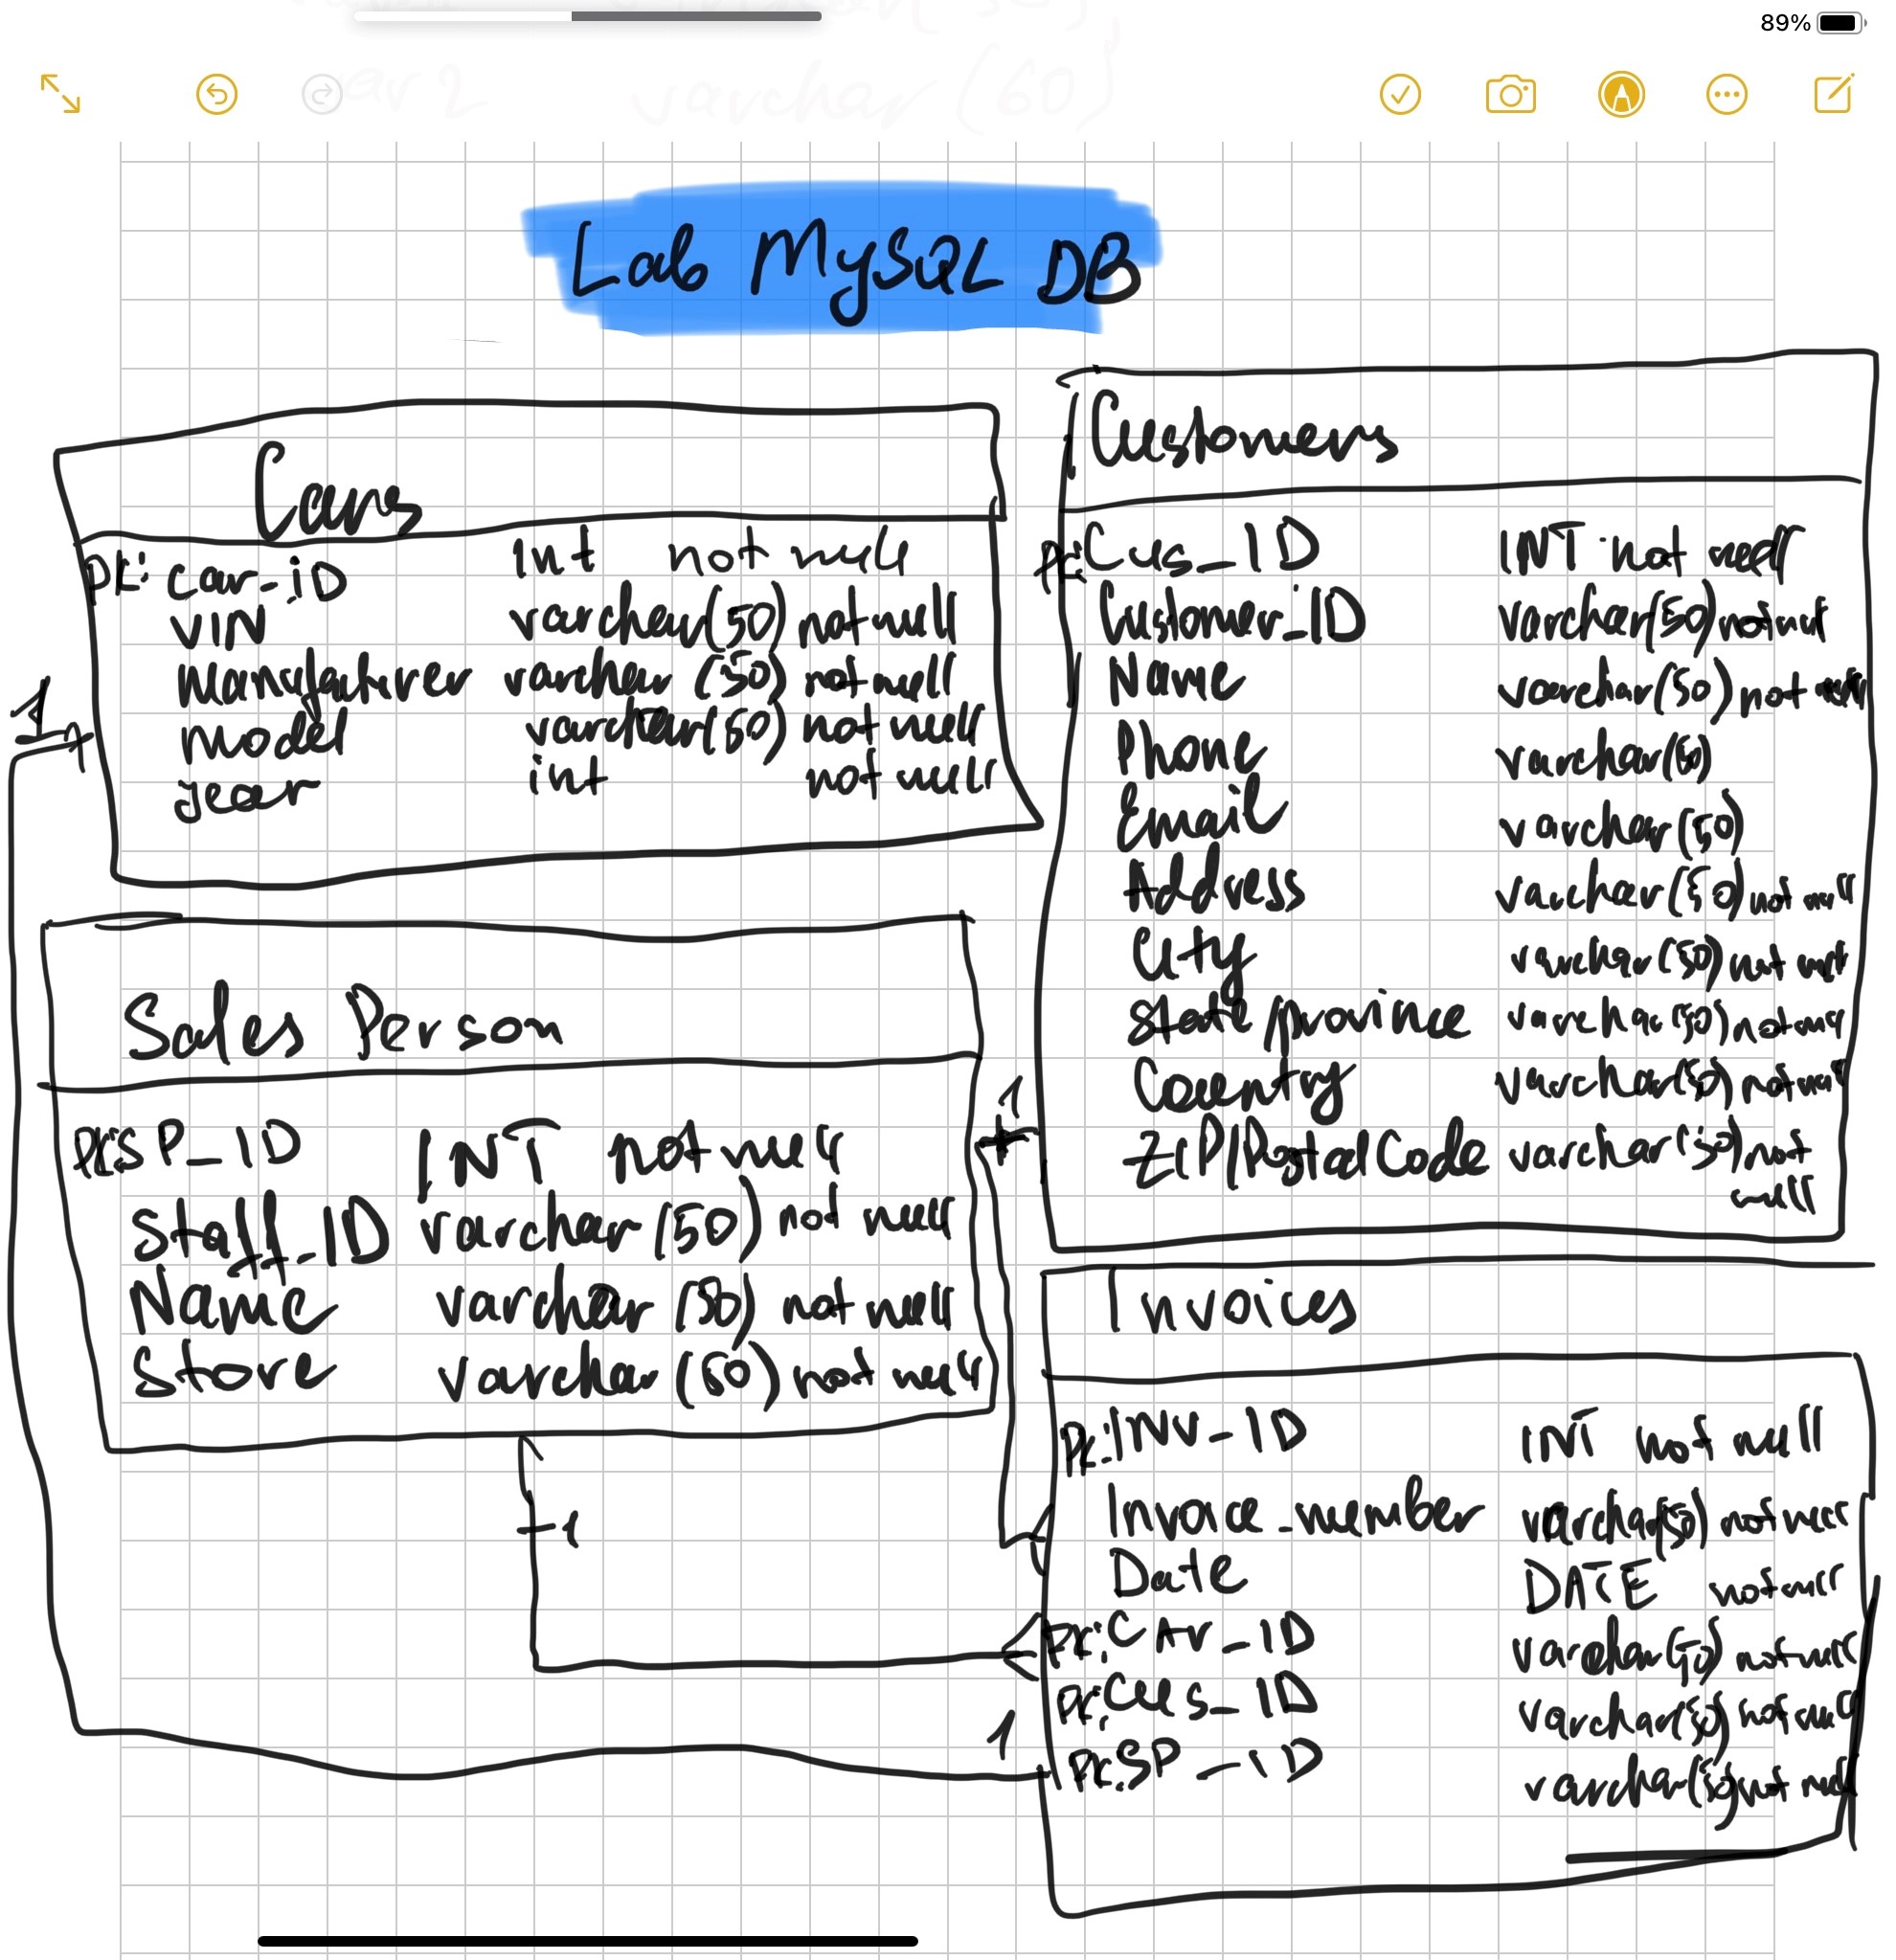 89%
Lab MySQL DB
Cars
PK: car_iD Int not null
VIN varchar(50) not null
Manufacturer varchar(50) not null
model varchar(50) not null
year int not null
1
Sales Person
PK: SP_ID INT not null
Staff_ID varchar(50) not null
Name varchar(50) not null
Store varchar(50) not null
1
Customers
PK: Cus_ID INT not null
Customer_ID varchar(50) not null
Name varchar(50) not null
Phone varchar(50)
Email varchar(50)
Address varchar(50) not null
City varchar(50) not null
State/province varchar(50) not null
Country varchar(50) not null
ZIP/Postal Code varchar(50) not
null
1
Invoices
PK: INV_ID INT not null
Invoice_number varchar(50) not null
Date DATE not null
PK: CAr_ID varchar(50) not null
PK: Cus_ID varchar(50) not null
PK: SP_ID varchar(50) not null
1